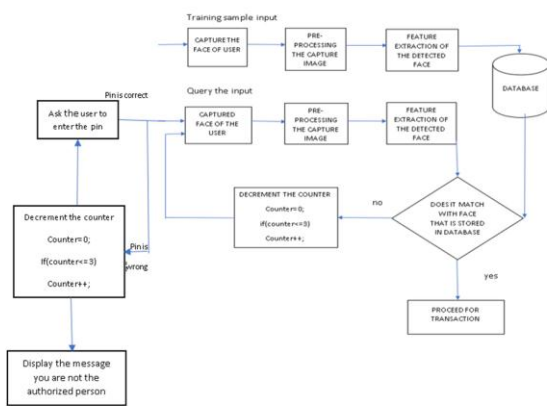 Training sample input
CAPTURE THE
FACE OF USER
PRE-
PROCESSING
THE CAPTURE
IMAGE
FEATURE
EXTRACTION OF
THE DETECTED
FACE
DATABASE
Pin is correct
Query the input
Ask the user to
enter the pin
CAPTURED
FACE OF THE
USER
PRE-
PROCESSING
THE CAPTURE
IMAGE
FEATURE
EXTRACTION OF
THE DETECTED
FACE
DECREMENT THE COUNTER
Counter=0;
if(counter<=3)
Counter++;
no
DOES IT MATCH
WITH FACE
THAT IS STORED
IN DATABASE
Decrement the counter
Counter=0;
If(counter<=3)
Counter++;
Pin is
wrong
yes
PROCEED FOR
TRANSACTION
Display the message
you are not the
authorized person